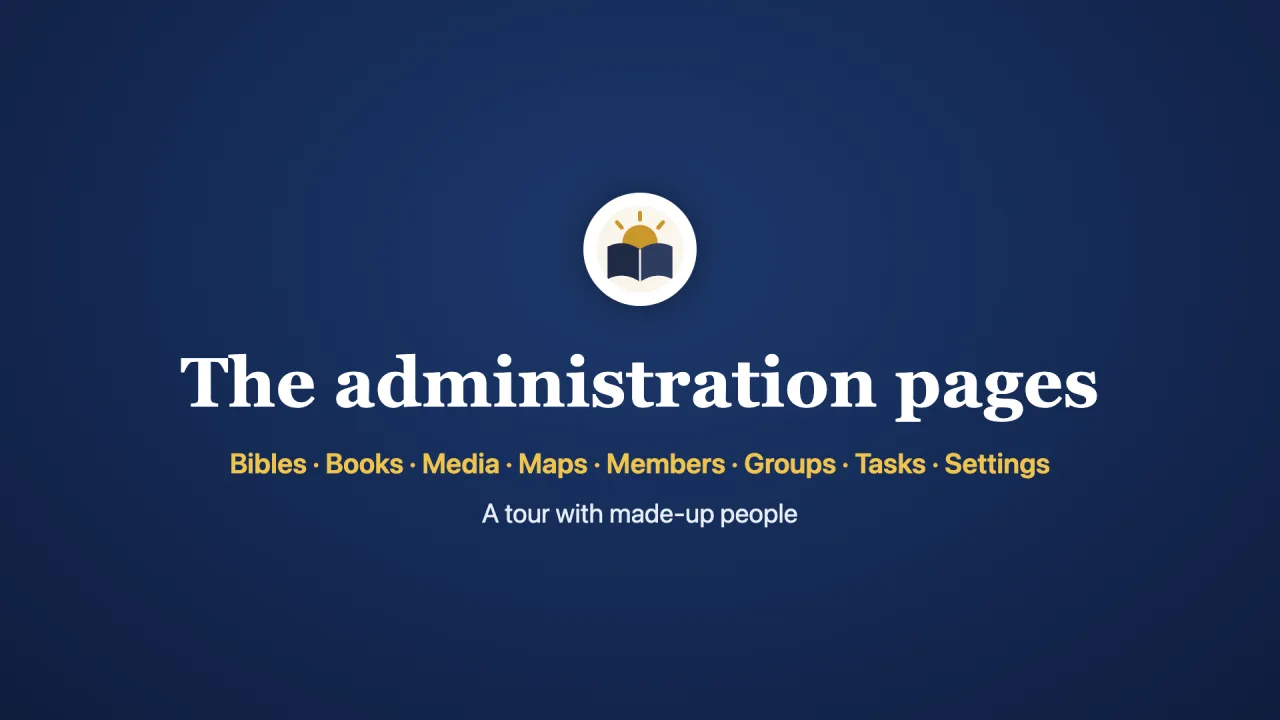 The administration pages
Bibles · Books · Media · Maps · Members · Groups · Tasks · Settings
A tour with made-up people